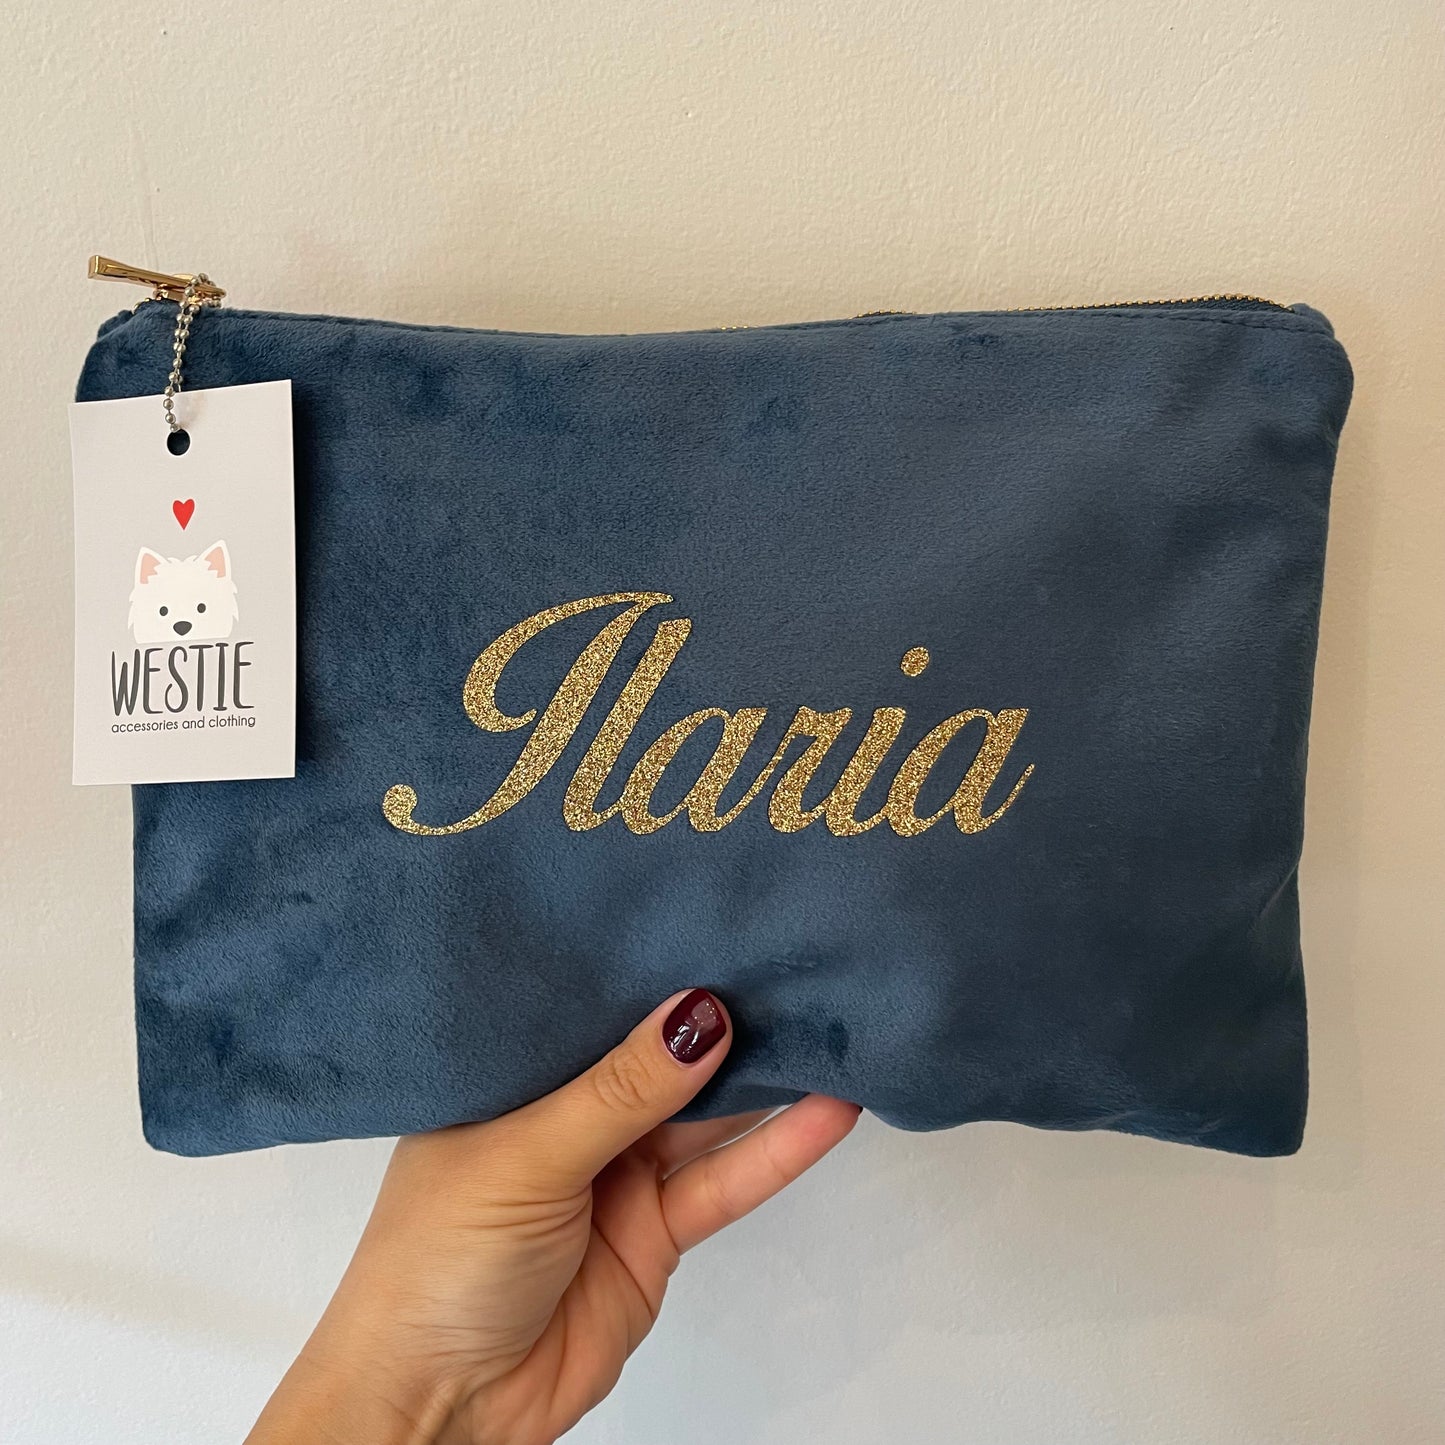 WESTIE
accessories and clothing
Ilaria